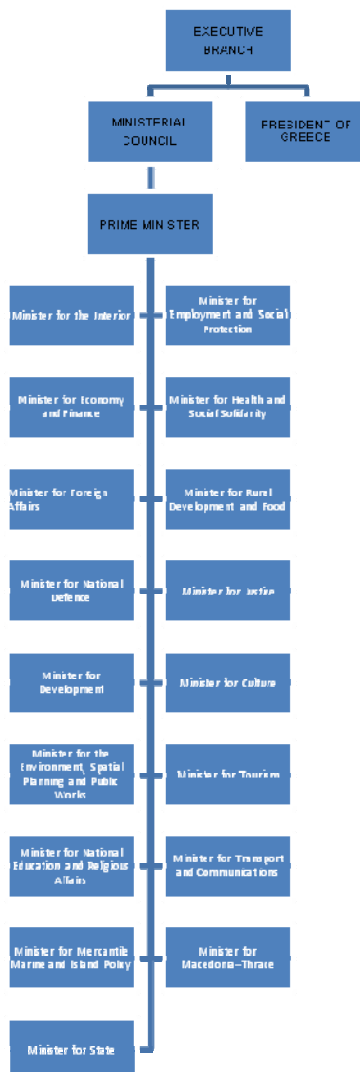 EXECUTIVE
BRANCH
MINISTERIAL
COUNCIL
PRESIDENT OF
GREECE
PRIME MINISTER
Minister for the Interior
Minister for
Employment and Social
Protection
Minister for Economy
and Finance
Minister for Health and
Social Solidarity
Minister for Foreign
Affairs
Minister for Rural
Development and Food
Minister for National
Defence
Minister for Justice
Minister for
Development
Minister for Culture
Minister for the
Environment, Spatial
Planning and Public
Works
Minister for Tourism
Minister for National
Education and Religious
Affairs
Minister for Transport
and Communications
Minister for Mercantile
Marine and Island Policy
Minister for
Macedonia–Thrace
Minister for State